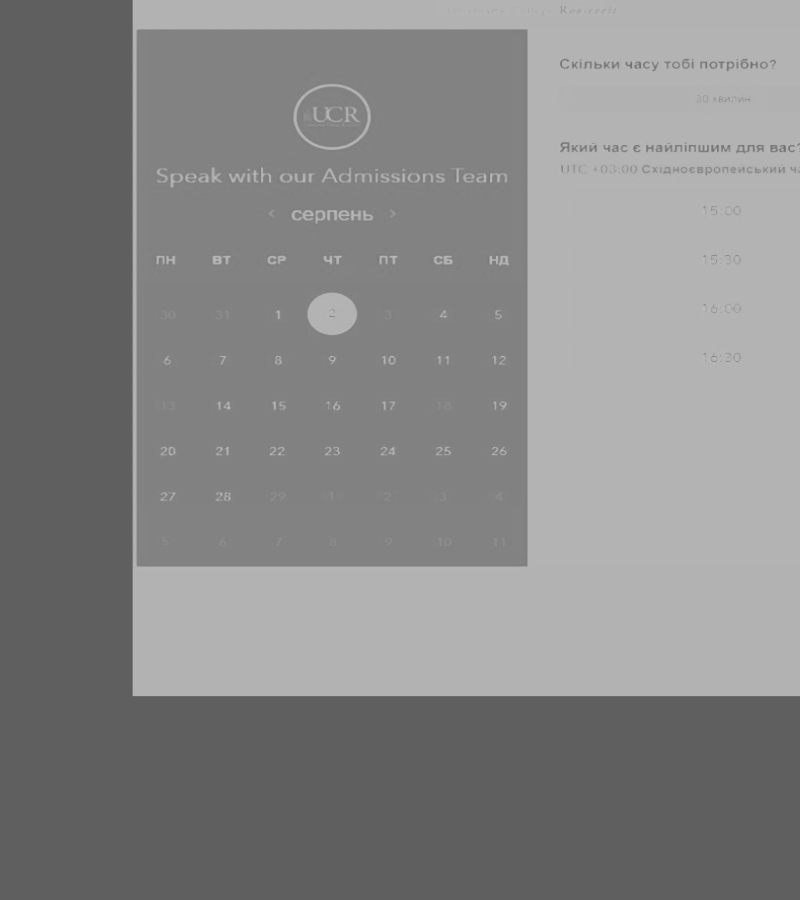 Roosevelt
UCR
Speak with our Admissions Team
< серпень >
ПН ВТ СР ЧТ ПТ СБ НД
30 31 1 2 3 4 5
6 7 8 9 10 11 12
13 14 15 16 17 18 19
20 21 22 23 24 25 26
27 28 29 1 2 3 4
5 6 7 8 9 10 11
Скільки часу тобі потрібно?
30 хвилин
Який час є найліпшим для вас?
UTC +03:00 Східноєвропейський
15:00
15:30
16:00
16:30